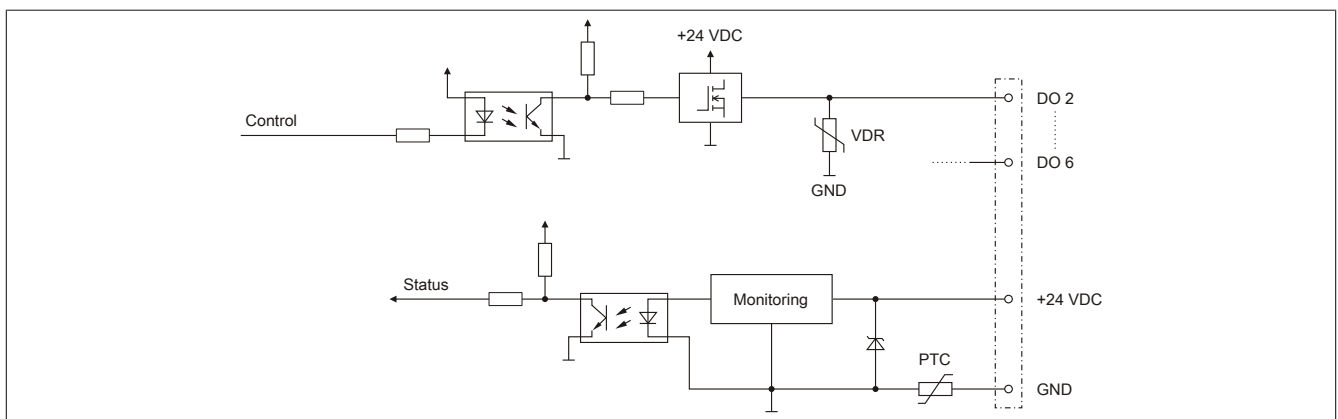 +24 VDC
Control
DO 2
VDR
DO 6
GND
Status
Monitoring
+24 VDC
PTC
GND